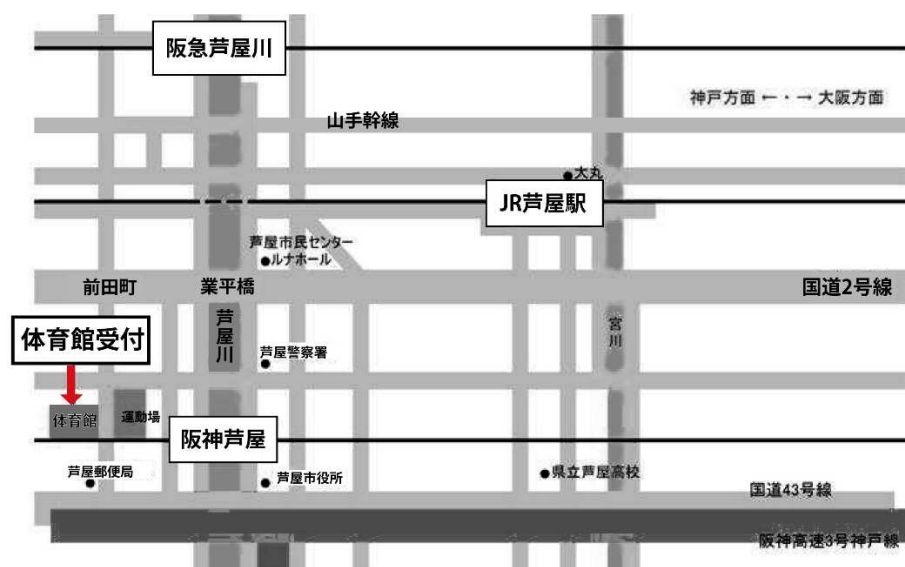 阪急芦屋川
神戸方面 ← ・ → 大阪方面
山手幹線
大丸
JR芦屋駅
芦屋市民センター
ルナホール
前田町
業平橋
国道2号線
体育館受付
芦屋川
宮川
芦屋警察署
体育館
運動場
阪神芦屋
芦屋郵便局
芦屋市役所
県立芦屋高校
国道43号線
阪神高速3号神戸線